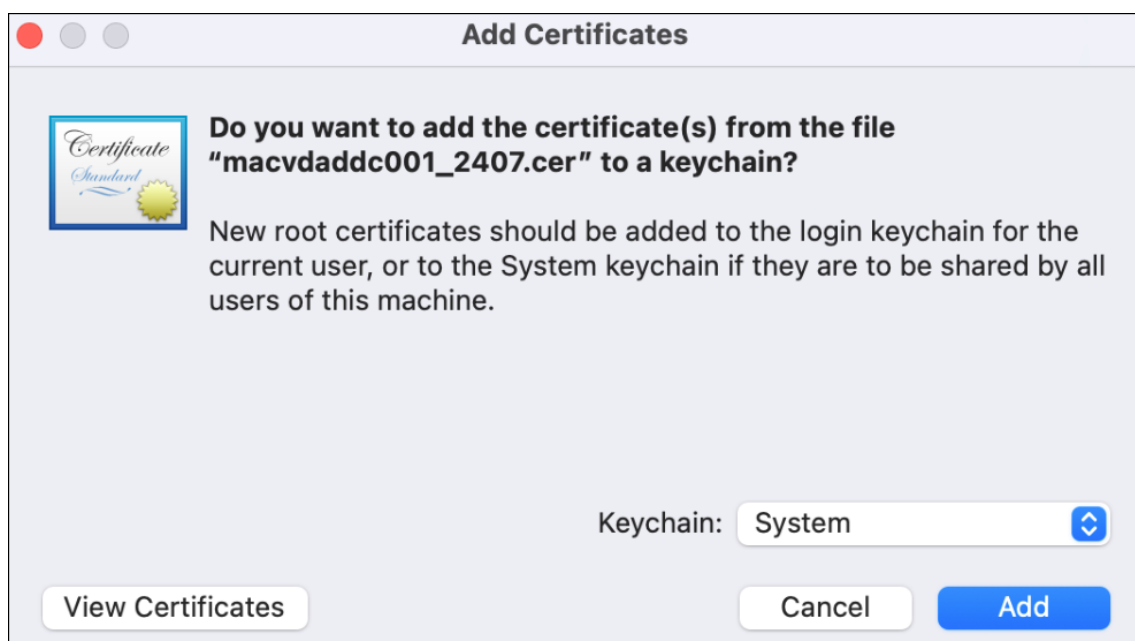 Add Certificates
Certificate
Standard
Do you want to add the certificate(s) from the file
“macvdaddc001_2407.cer” to a keychain?
New root certificates should be added to the login keychain for the
current user, or to the System keychain if they are to be shared by all
users of this machine.
Keychain: System
View Certificates Cancel Add